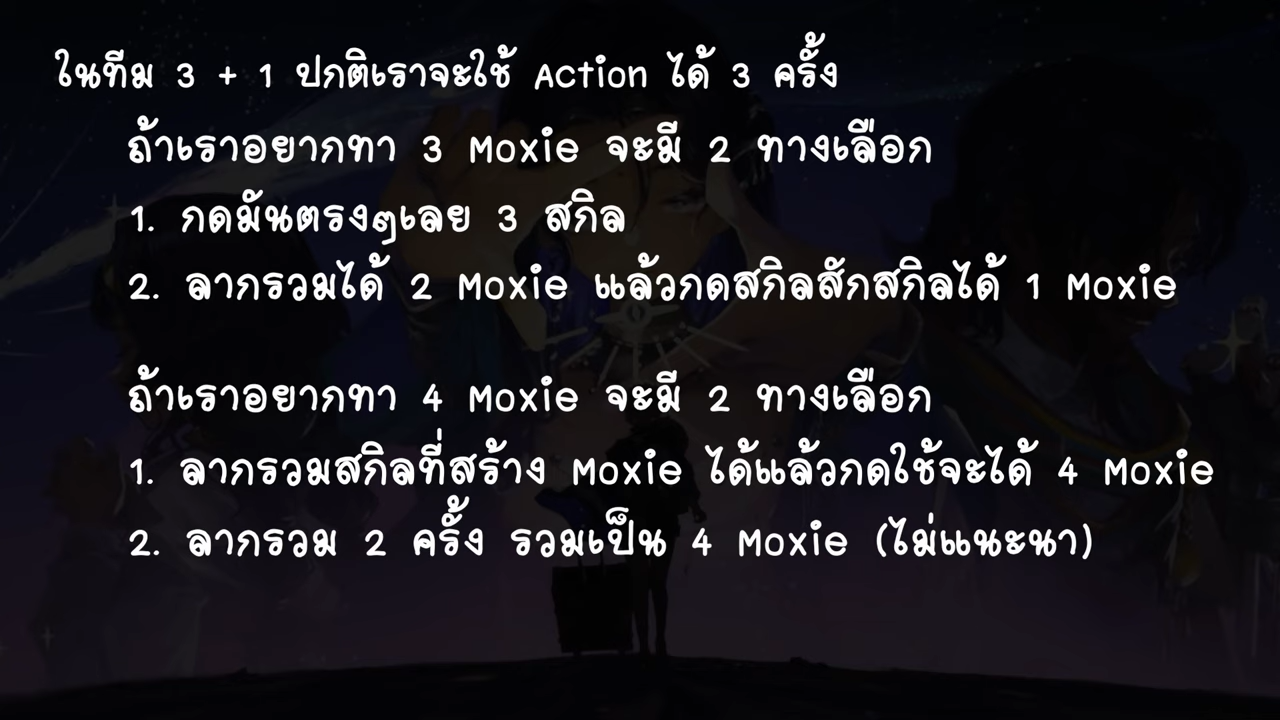 ในทีม 3 + 1 ปกติเราจะใช้ Action ได้ 3 ครั้ง
ถ้าเราอยากทา 3 Moxie จะมี 2 ทางเลือก
1. กดมันตรงๆเลย 3 สกิล
2. ลากรวมได้ 2 Moxie แล้วกดสกิลสักสกิลได้ 1 Moxie
ถ้าเราอยากทา 4 Moxie จะมี 2 ทางเลือก
1. ลากรวมสกิลที่สร้าง Moxie ได้แล้วกดใช้จะได้ 4 Moxie
2. ลากรวม 2 ครั้ง รวมเป็น 4 Moxie (ไม่แนะนา)